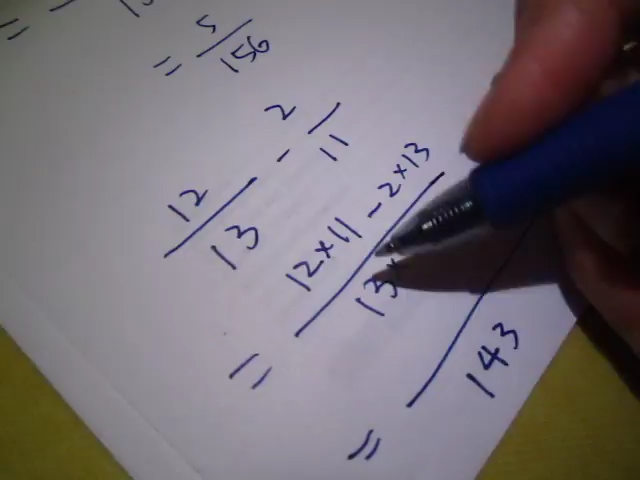 = 5/156
12/13 - 2/11
= 12×11-2×13/13×
= /143